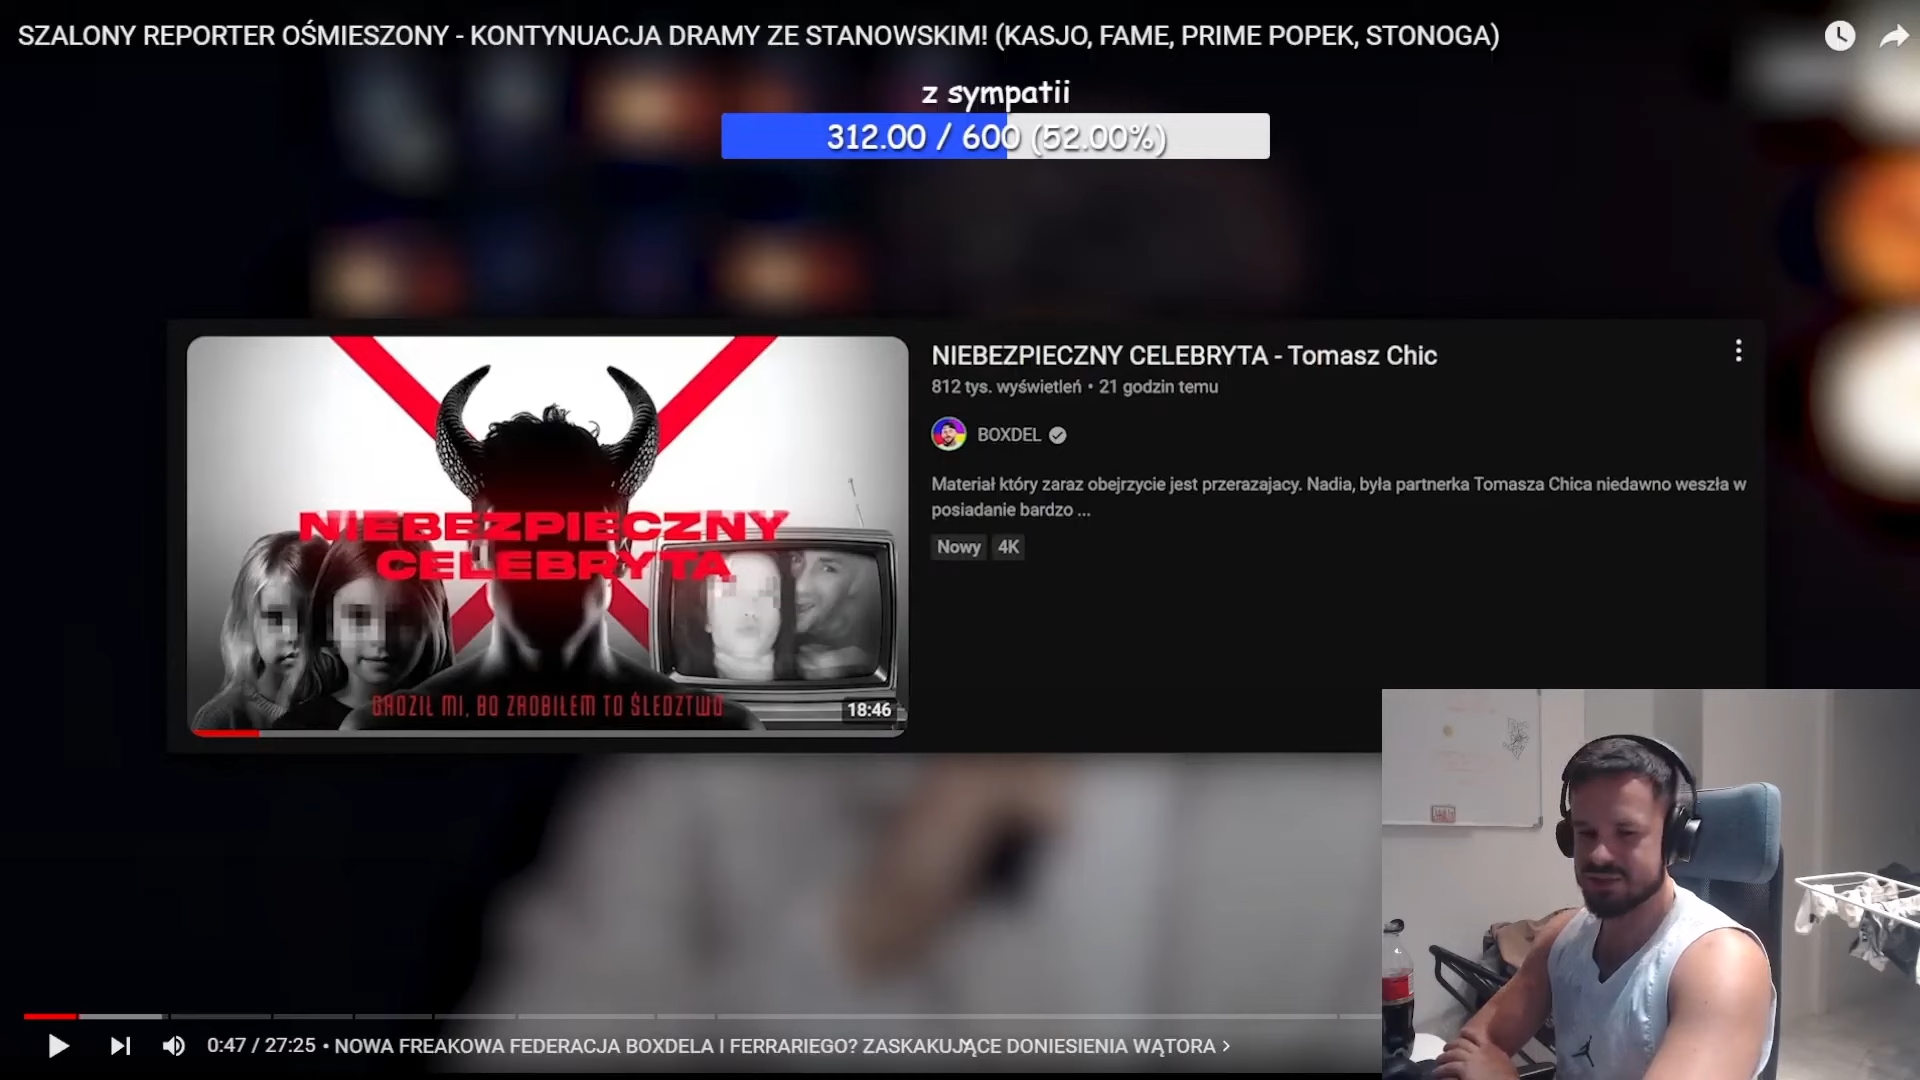 SZALONY REPORTER OŚMIESZONY - KONTYNUACJA DRAMY ZE STANOWSKIM! (KASJO, FAME, PRIME POPEK, STONOGA)
z sympatii
312.00 / 600 (52.00%)
NIEBEZPIECZNY CELEBRYTA - Tomasz Chic
812 tys. wyświetleń • 21 godzin temu
BOXDEL
Materiał który zaraz obejrzycie jest przerazajacy. Nadia, była partnerka Tomasza Chica niedawno weszła w
posiadanie bardzo ...
Nowy 4K
NIEBEZPIECZNY
CELEBRYTA
GROZIŁ MI, BO ZROBIŁEM TO ŚLEDZTWO
18:46
0:47 / 27:25 • NOWA FREAKOWA FEDERACJA BOXDELA I FERRARIEGO? ZASKAKUJĄCE DONIESIENIA WĄTORA >